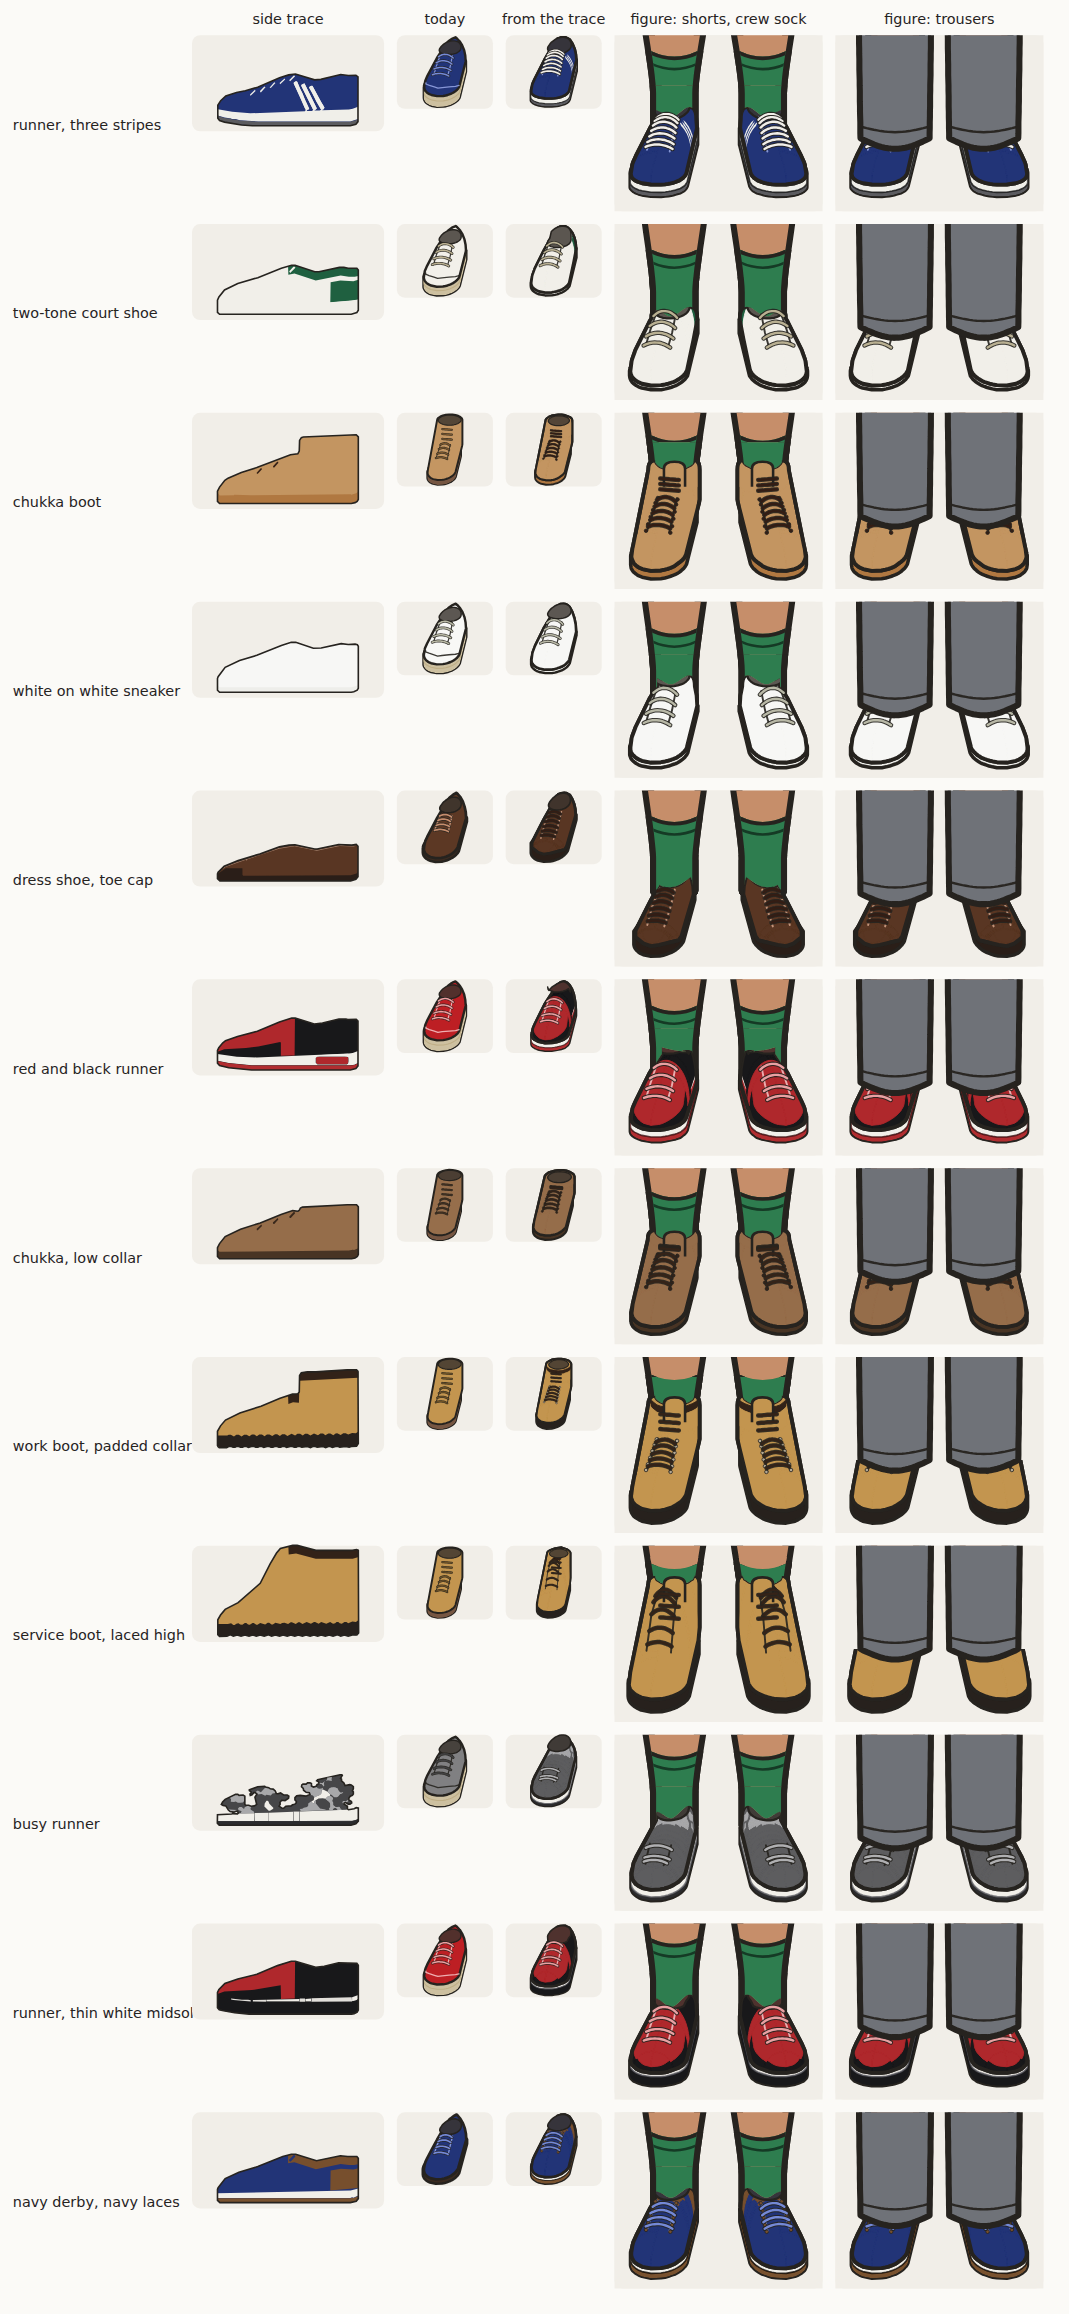 side trace
today
from the trace
figure: shorts, crew sock
figure: trousers
runner, three stripes
two-tone court shoe
chukka boot
white on white sneaker
dress shoe, toe cap
red and black runner
chukka, low collar
work boot, padded collar
service boot, laced high
busy runner
runner, thin white midsol
navy derby, navy laces